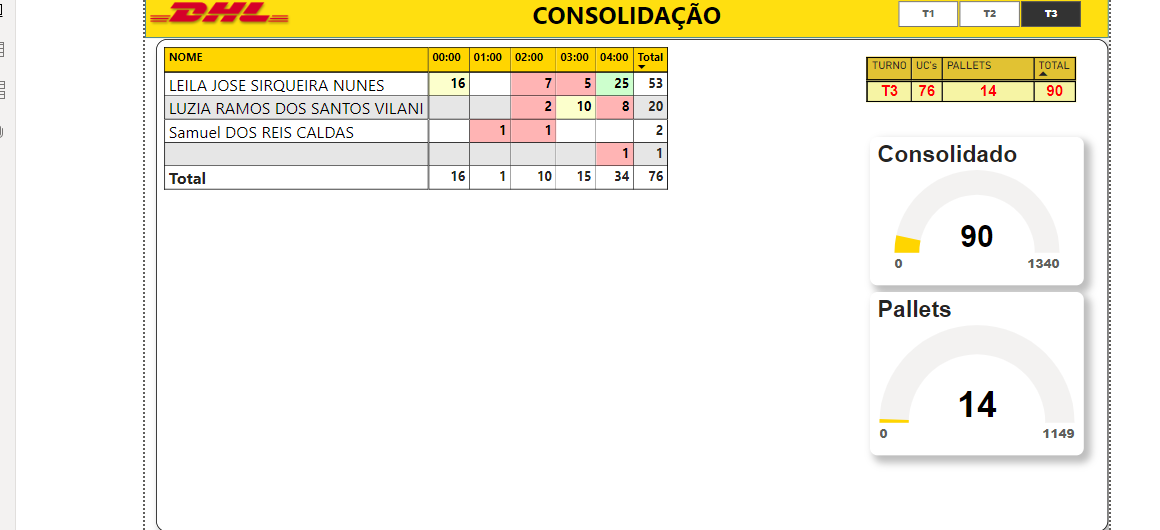 DHL
CONSOLIDAÇÃO
T1 T2 T3
NOME 00:00 01:00 02:00 03:00 04:00 Total
LEILA JOSE SIRQUEIRA NUNES 16 7 5 25 53
LUZIA RAMOS DOS SANTOS VILANI 2 10 8 20
Samuel DOS REIS CALDAS 1 1 2
1 1
Total 16 1 10 15 34 76
TURNO UC's PALLETS TOTAL
T3 76 14 90
Consolidado
90
0 1340
Pallets
14
0 1149